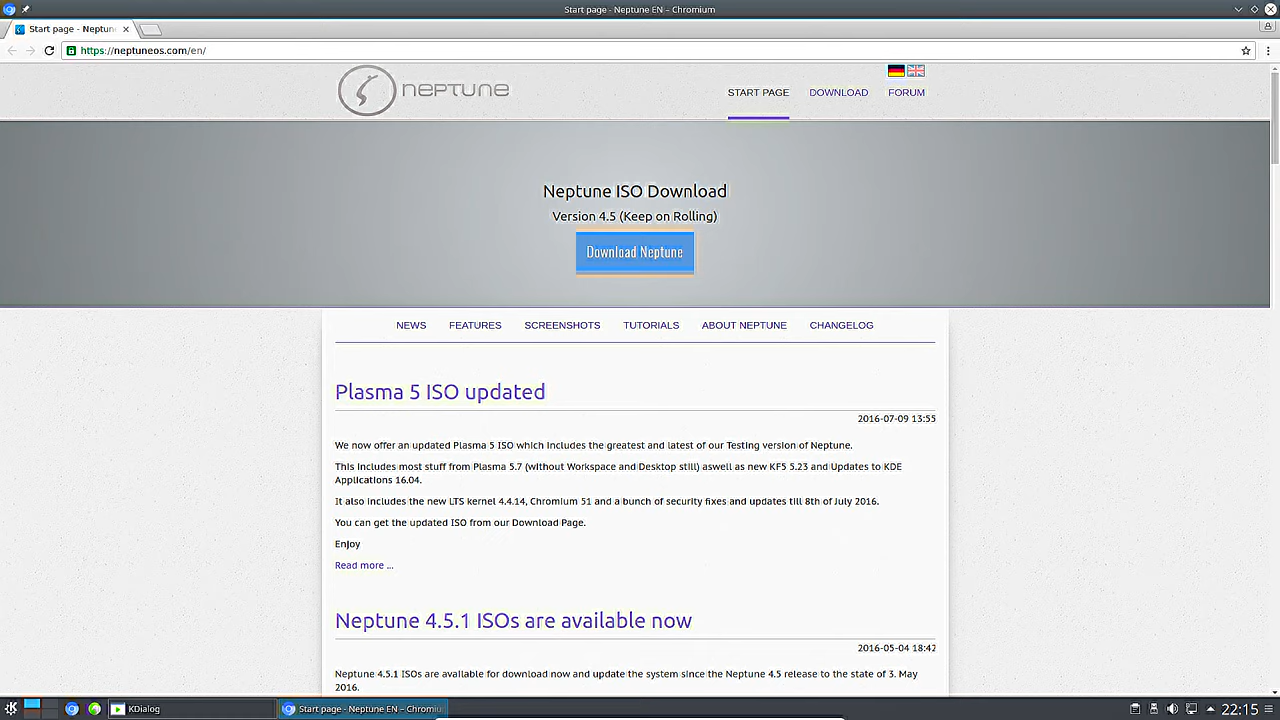 Start page - Neptune EN – Chromium
Start page - Neptun
https://neptuneos.com/en/
NEPTUNE
START PAGE
DOWNLOAD
FORUM
Neptune ISO Download
Version 4.5 (Keep on Rolling)
Download Neptune
NEWS
FEATURES
SCREENSHOTS
TUTORIALS
ABOUT NEPTUNE
CHANGELOG
Plasma 5 ISO updated
2016-07-09 13:55
We now offer an updated Plasma 5 ISO which includes the greatest and latest of our Testing version of Neptune.
This includes most stuff from Plasma 5.7 (without Workspace and Desktop still) aswell as new KF5 5.23 and Updates to KDE
Applications 16.04.
It also includes the new LTS kernel 4.4.14, Chromium 51 and a bunch of security fixes and updates till 8th of July 2016.
You can get the updated ISO from our Download Page.
Enjoy
Read more ...
Neptune 4.5.1 ISOs are available now
2016-05-04 18:42
Neptune 4.5.1 ISOs are available for download now and update the system since the Neptune 4.5 release to the state of 3. May
2016.
KDialog
Start page - Neptune EN – Chromiu
22:15